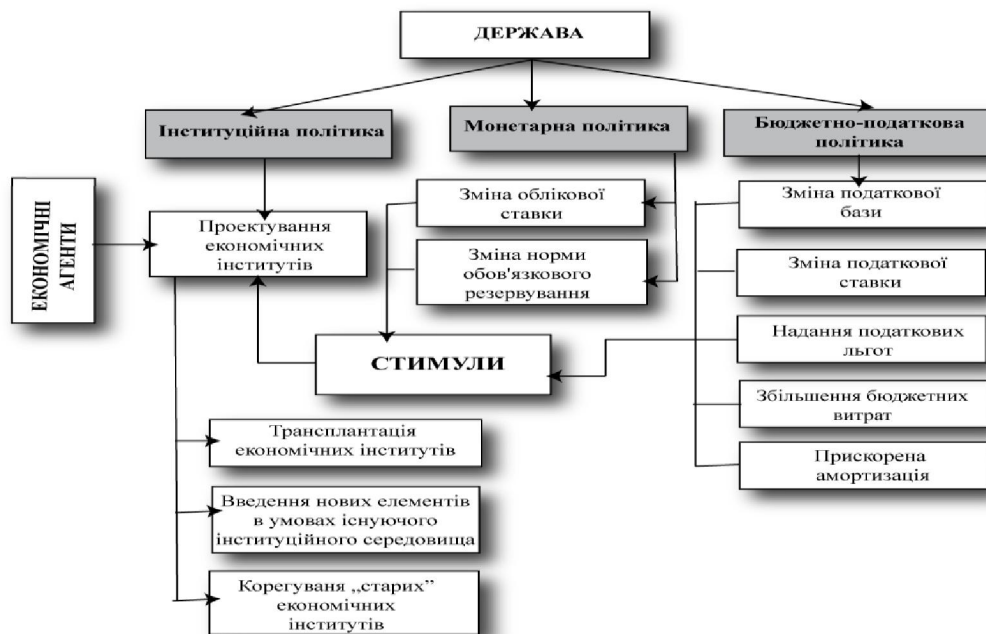 ДЕРЖАВА
Інституційна політика
Монетарна політика
Бюджетно-податкова
політика
ЕКОНОМІЧНІ
АГЕНТИ
Проектування
економічних
інститутів
Зміна облікової
ставки
Зміна норми
обов'язкового
резервування
СТИМУЛИ
Зміна податкової
бази
Зміна податкової
ставки
Надання податкових
льгот
Збільшення бюджетних
витрат
Прискорена
амортизація
Трансплантація
економічних інститутів
Введення нових елементів
в умовах існуючого
інституційного середовища
Корегуваня „старих”
економічних
інститутів